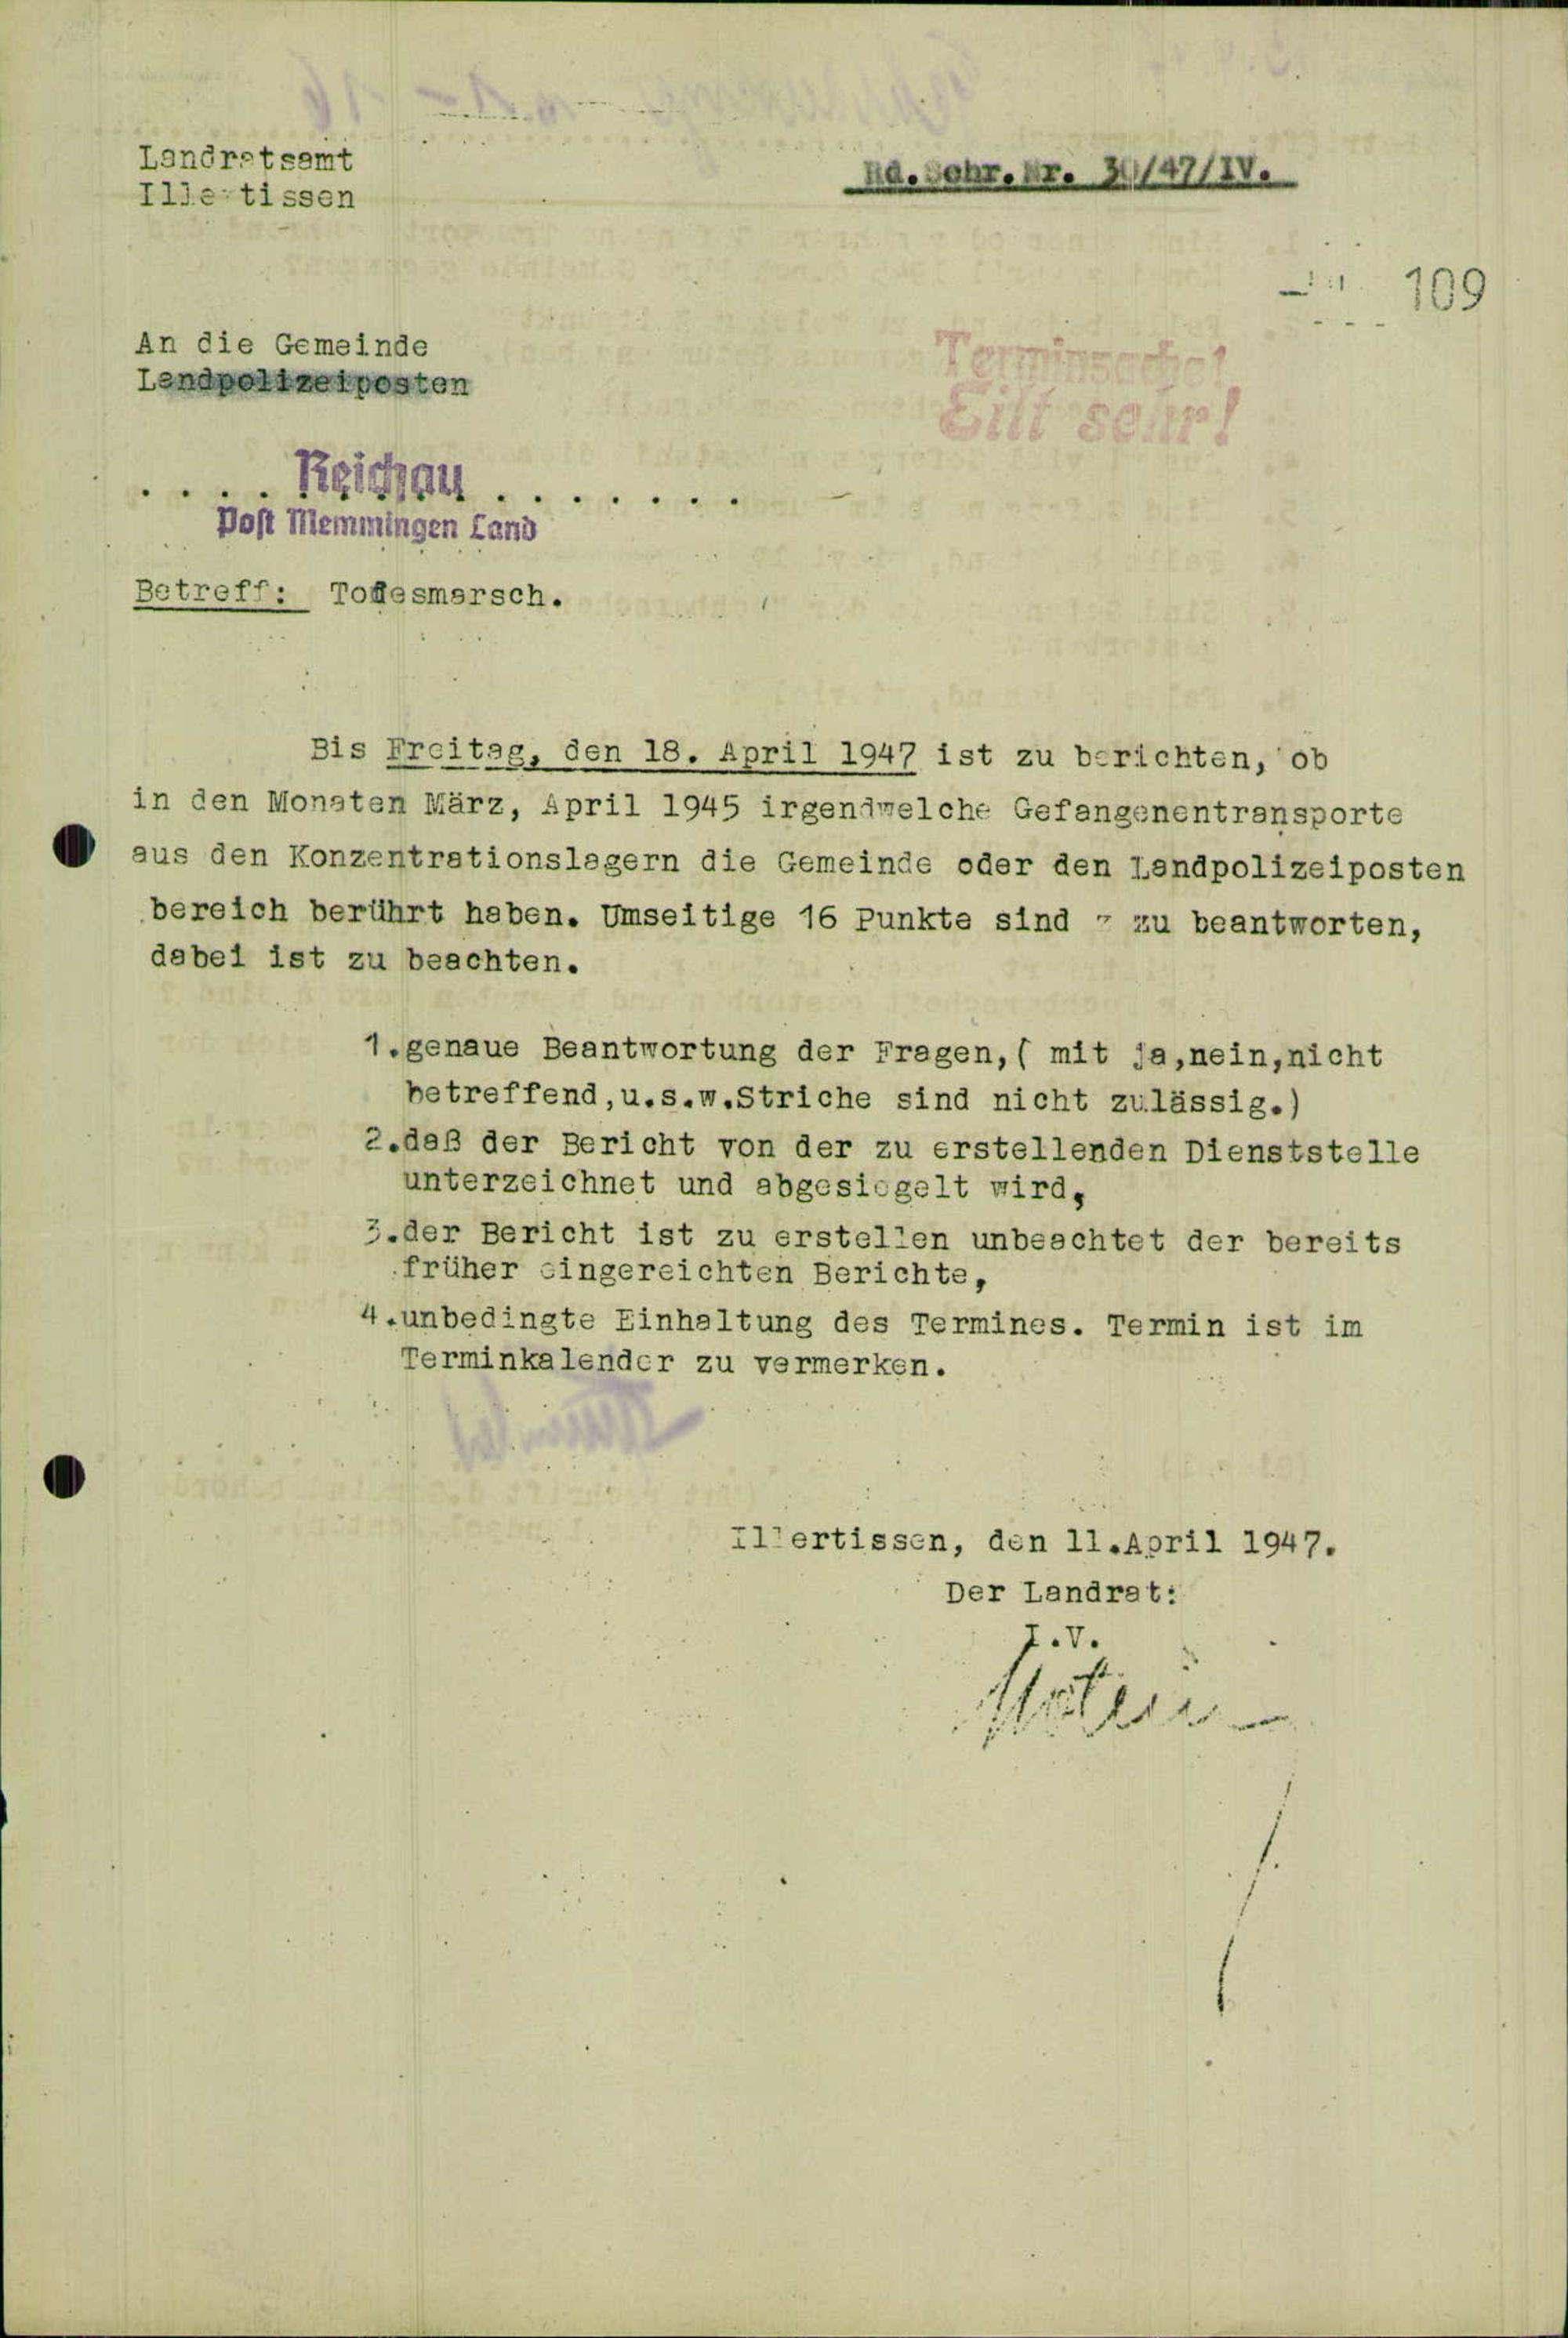 Landratsamt
Illertissen
Rd.Schr.Nr. 30/47/IV.
109
An die Gemeinde
Landpolizeiposten
Terminsache!
Eilt sehr!
. . . . Reichau . . . . . . .
Post Memmingen Land
Betreff: Todesmarsch.
Bis Freitag, den 18. April 1947 ist zu berichten, ob
in den Monaten März, April 1945 irgendwelche Gefangenentransporte
aus den Konzentrationslagern die Gemeinde oder den Landpolizeiposten
bereich berührt haben. Umseitige 16 Punkte sind zu beantworten,
dabei ist zu beachten.
1.genaue Beantwortung der Fragen,( mit ja,nein,nicht
betreffend,u.s.w.Striche sind nicht zulässig.)
2.daß der Bericht von der zu erstellenden Dienststelle
unterzeichnet und abgesiegelt wird,
3.der Bericht ist zu erstellen unbeachtet der bereits
früher eingereichten Berichte,
4.unbedingte Einhaltung des Termines. Termin ist im
Terminkalender zu vermerken.
Illertissen, den 11.April 1947.
Der Landrat:
I.V.